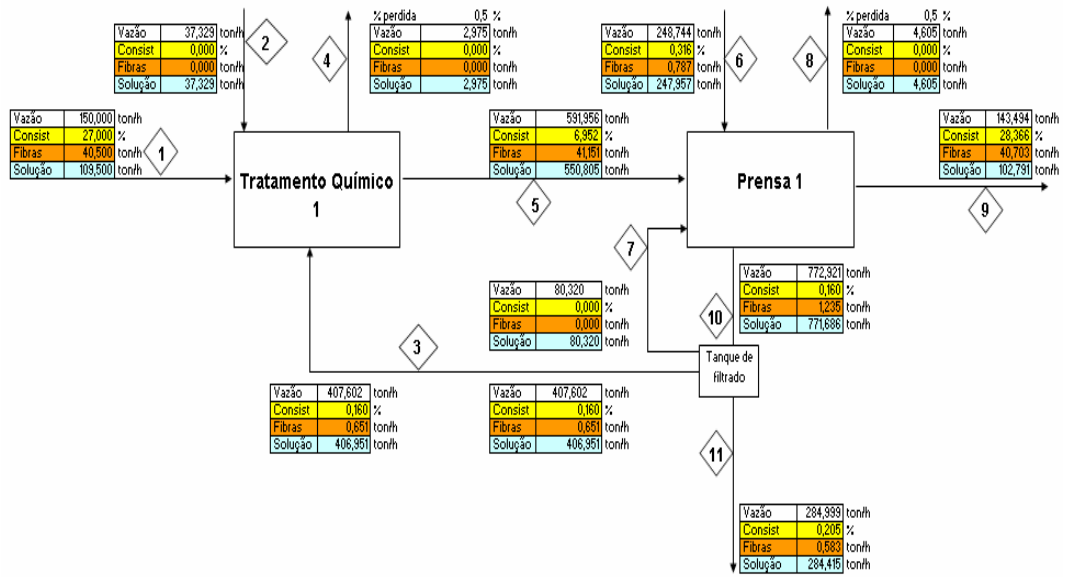 % perdida 0,5 %
Vazão 37,329 ton/h
Consist 0,000 %
Fibras 0,000 ton/h
Solução 37,329 ton/h
2
4
Vazão 2,975 ton/h
Consist 0,000 %
Fibras 0,000 ton/h
Solução 2,975 ton/h
Vazão 248,744 ton/h
Consist 0,316 %
Fibras 0,787 ton/h
Solução 247,957 ton/h
6
8
% perdida 0,5 %
Vazão 4,605 ton/h
Consist 0,000 %
Fibras 0,000 ton/h
Solução 4,605 ton/h
Vazão 150,000 ton/h
Consist 27,000 %
Fibras 40,500 ton/h
Solução 109,500 ton/h
1
Tratamento Químico
1
Vazão 591,956 ton/h
Consist 6,952 %
Fibras 41,151 ton/h
Solução 550,805 ton/h
5
Prensa 1
Vazão 143,494 ton/h
Consist 28,366 %
Fibras 40,703 ton/h
Solução 102,791 ton/h
9
7
Vazão 80,320 ton/h
Consist 0,000 %
Fibras 0,000 ton/h
Solução 80,320 ton/h
10
Vazão 772,921 ton/h
Consist 0,160 %
Fibras 1,235 ton/h
Solução 771,686 ton/h
3
Tanque de
filtrado
Vazão 407,602 ton/h
Consist 0,160 %
Fibras 0,651 ton/h
Solução 406,951 ton/h
Vazão 407,602 ton/h
Consist 0,160 %
Fibras 0,651 ton/h
Solução 406,951 ton/h
11
Vazão 284,999 ton/h
Consist 0,205 %
Fibras 0,583 ton/h
Solução 284,415 ton/h